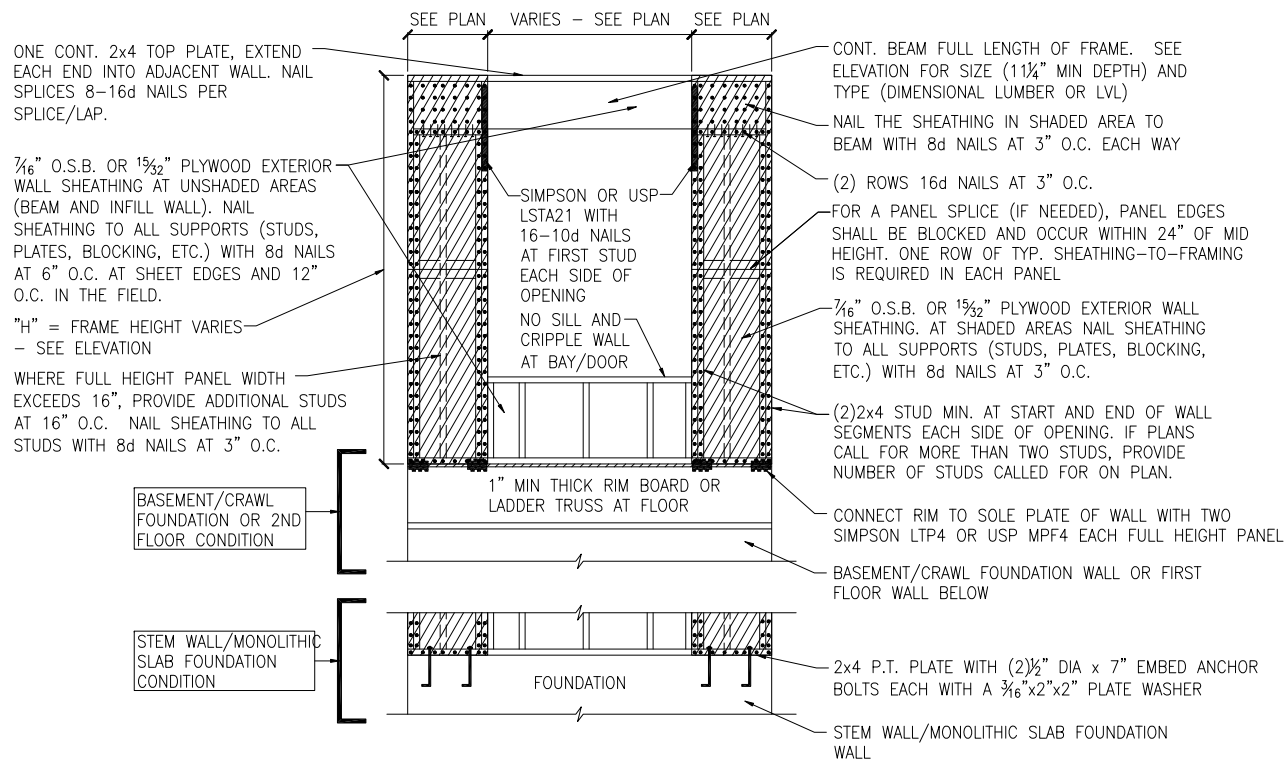 SEE PLAN
VARIES – SEE PLAN
SEE PLAN
ONE CONT. 2x4 TOP PLATE, EXTEND
EACH END INTO ADJACENT WALL. NAIL
SPLICES 8–16d NAILS PER
SPLICE/LAP.
7/16" O.S.B. OR 15/32" PLYWOOD EXTERIOR
WALL SHEATHING AT UNSHADED AREAS
(BEAM AND INFILL WALL). NAIL
SHEATHING TO ALL SUPPORTS (STUDS,
PLATES, BLOCKING, ETC.) WITH 8d NAILS
AT 6" O.C. AT SHEET EDGES AND 12"
O.C. IN THE FIELD.
"H" = FRAME HEIGHT VARIES
– SEE ELEVATION
WHERE FULL HEIGHT PANEL WIDTH
EXCEEDS 16", PROVIDE ADDITIONAL STUDS
AT 16" O.C. NAIL SHEATHING TO ALL
STUDS WITH 8d NAILS AT 3" O.C.
BASEMENT/CRAWL
FOUNDATION OR 2ND
FLOOR CONDITION
STEM WALL/MONOLITHIC
SLAB FOUNDATION
CONDITION
SIMPSON OR USP
LSTA21 WITH
16–10d NAILS
AT FIRST STUD
EACH SIDE OF
OPENING
NO SILL AND
CRIPPLE WALL
AT BAY/DOOR
1" MIN THICK RIM BOARD OR
LADDER TRUSS AT FLOOR
FOUNDATION
CONT. BEAM FULL LENGTH OF FRAME. SEE
ELEVATION FOR SIZE (11¼" MIN DEPTH) AND
TYPE (DIMENSIONAL LUMBER OR LVL)
NAIL THE SHEATHING IN SHADED AREA TO
BEAM WITH 8d NAILS AT 3" O.C. EACH WAY
(2) ROWS 16d NAILS AT 3" O.C.
FOR A PANEL SPLICE (IF NEEDED), PANEL EDGES
SHALL BE BLOCKED AND OCCUR WITHIN 24" OF MID
HEIGHT. ONE ROW OF TYP. SHEATHING–TO–FRAMING
IS REQUIRED IN EACH PANEL
7/16" O.S.B. OR 15/32" PLYWOOD EXTERIOR WALL
SHEATHING. AT SHADED AREAS NAIL SHEATHING
TO ALL SUPPORTS (STUDS, PLATES, BLOCKING,
ETC.) WITH 8d NAILS AT 3" O.C.
(2)2x4 STUD MIN. AT START AND END OF WALL
SEGMENTS EACH SIDE OF OPENING. IF PLANS
CALL FOR MORE THAN TWO STUDS, PROVIDE
NUMBER OF STUDS CALLED FOR ON PLAN.
CONNECT RIM TO SOLE PLATE OF WALL WITH TWO
SIMPSON LTP4 OR USP MPF4 EACH FULL HEIGHT PANEL
BASEMENT/CRAWL FOUNDATION WALL OR FIRST
FLOOR WALL BELOW
2x4 P.T. PLATE WITH (2)½" DIA x 7" EMBED ANCHOR
BOLTS EACH WITH A 3/16"x2"x2" PLATE WASHER
STEM WALL/MONOLITHIC SLAB FOUNDATION
WALL